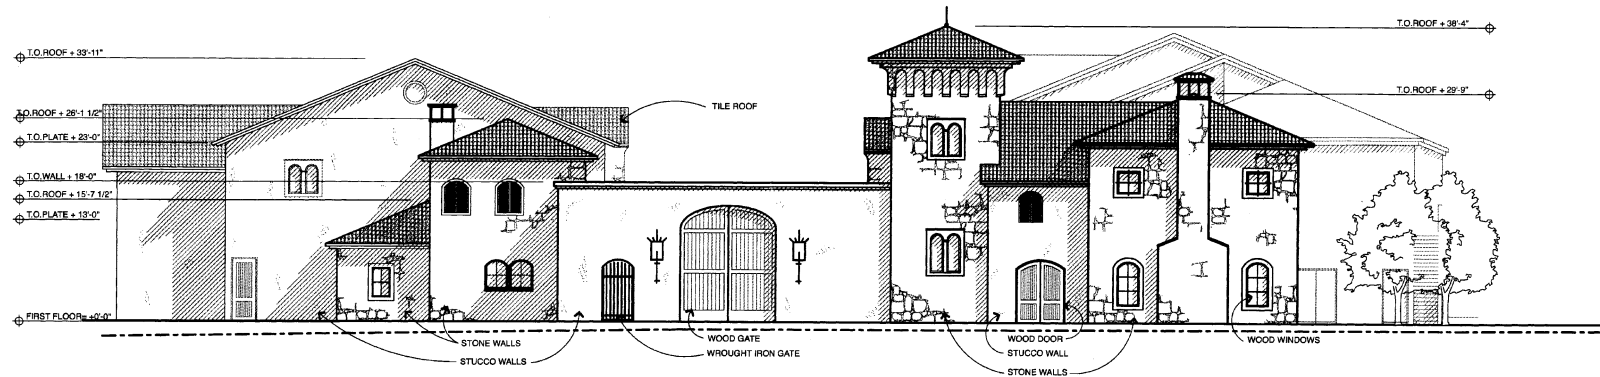 T.O.ROOF + 38'-4"
T.O.ROOF + 33'-11"
T.O.ROOF + 29'-9"
TILE ROOF
T.O.ROOF + 26'-1 1/2"
T.O.PLATE + 23'-0"
T.O.WALL + 18'-0"
T.O.ROOF + 15'-7 1/2"
T.O.PLATE + 13'-0"
FIRST FLOOR= +0'-0"
STONE WALLS
STUCCO WALLS
WOOD GATE
WROUGHT IRON GATE
WOOD DOOR
STUCCO WALL
STONE WALLS
WOOD WINDOWS